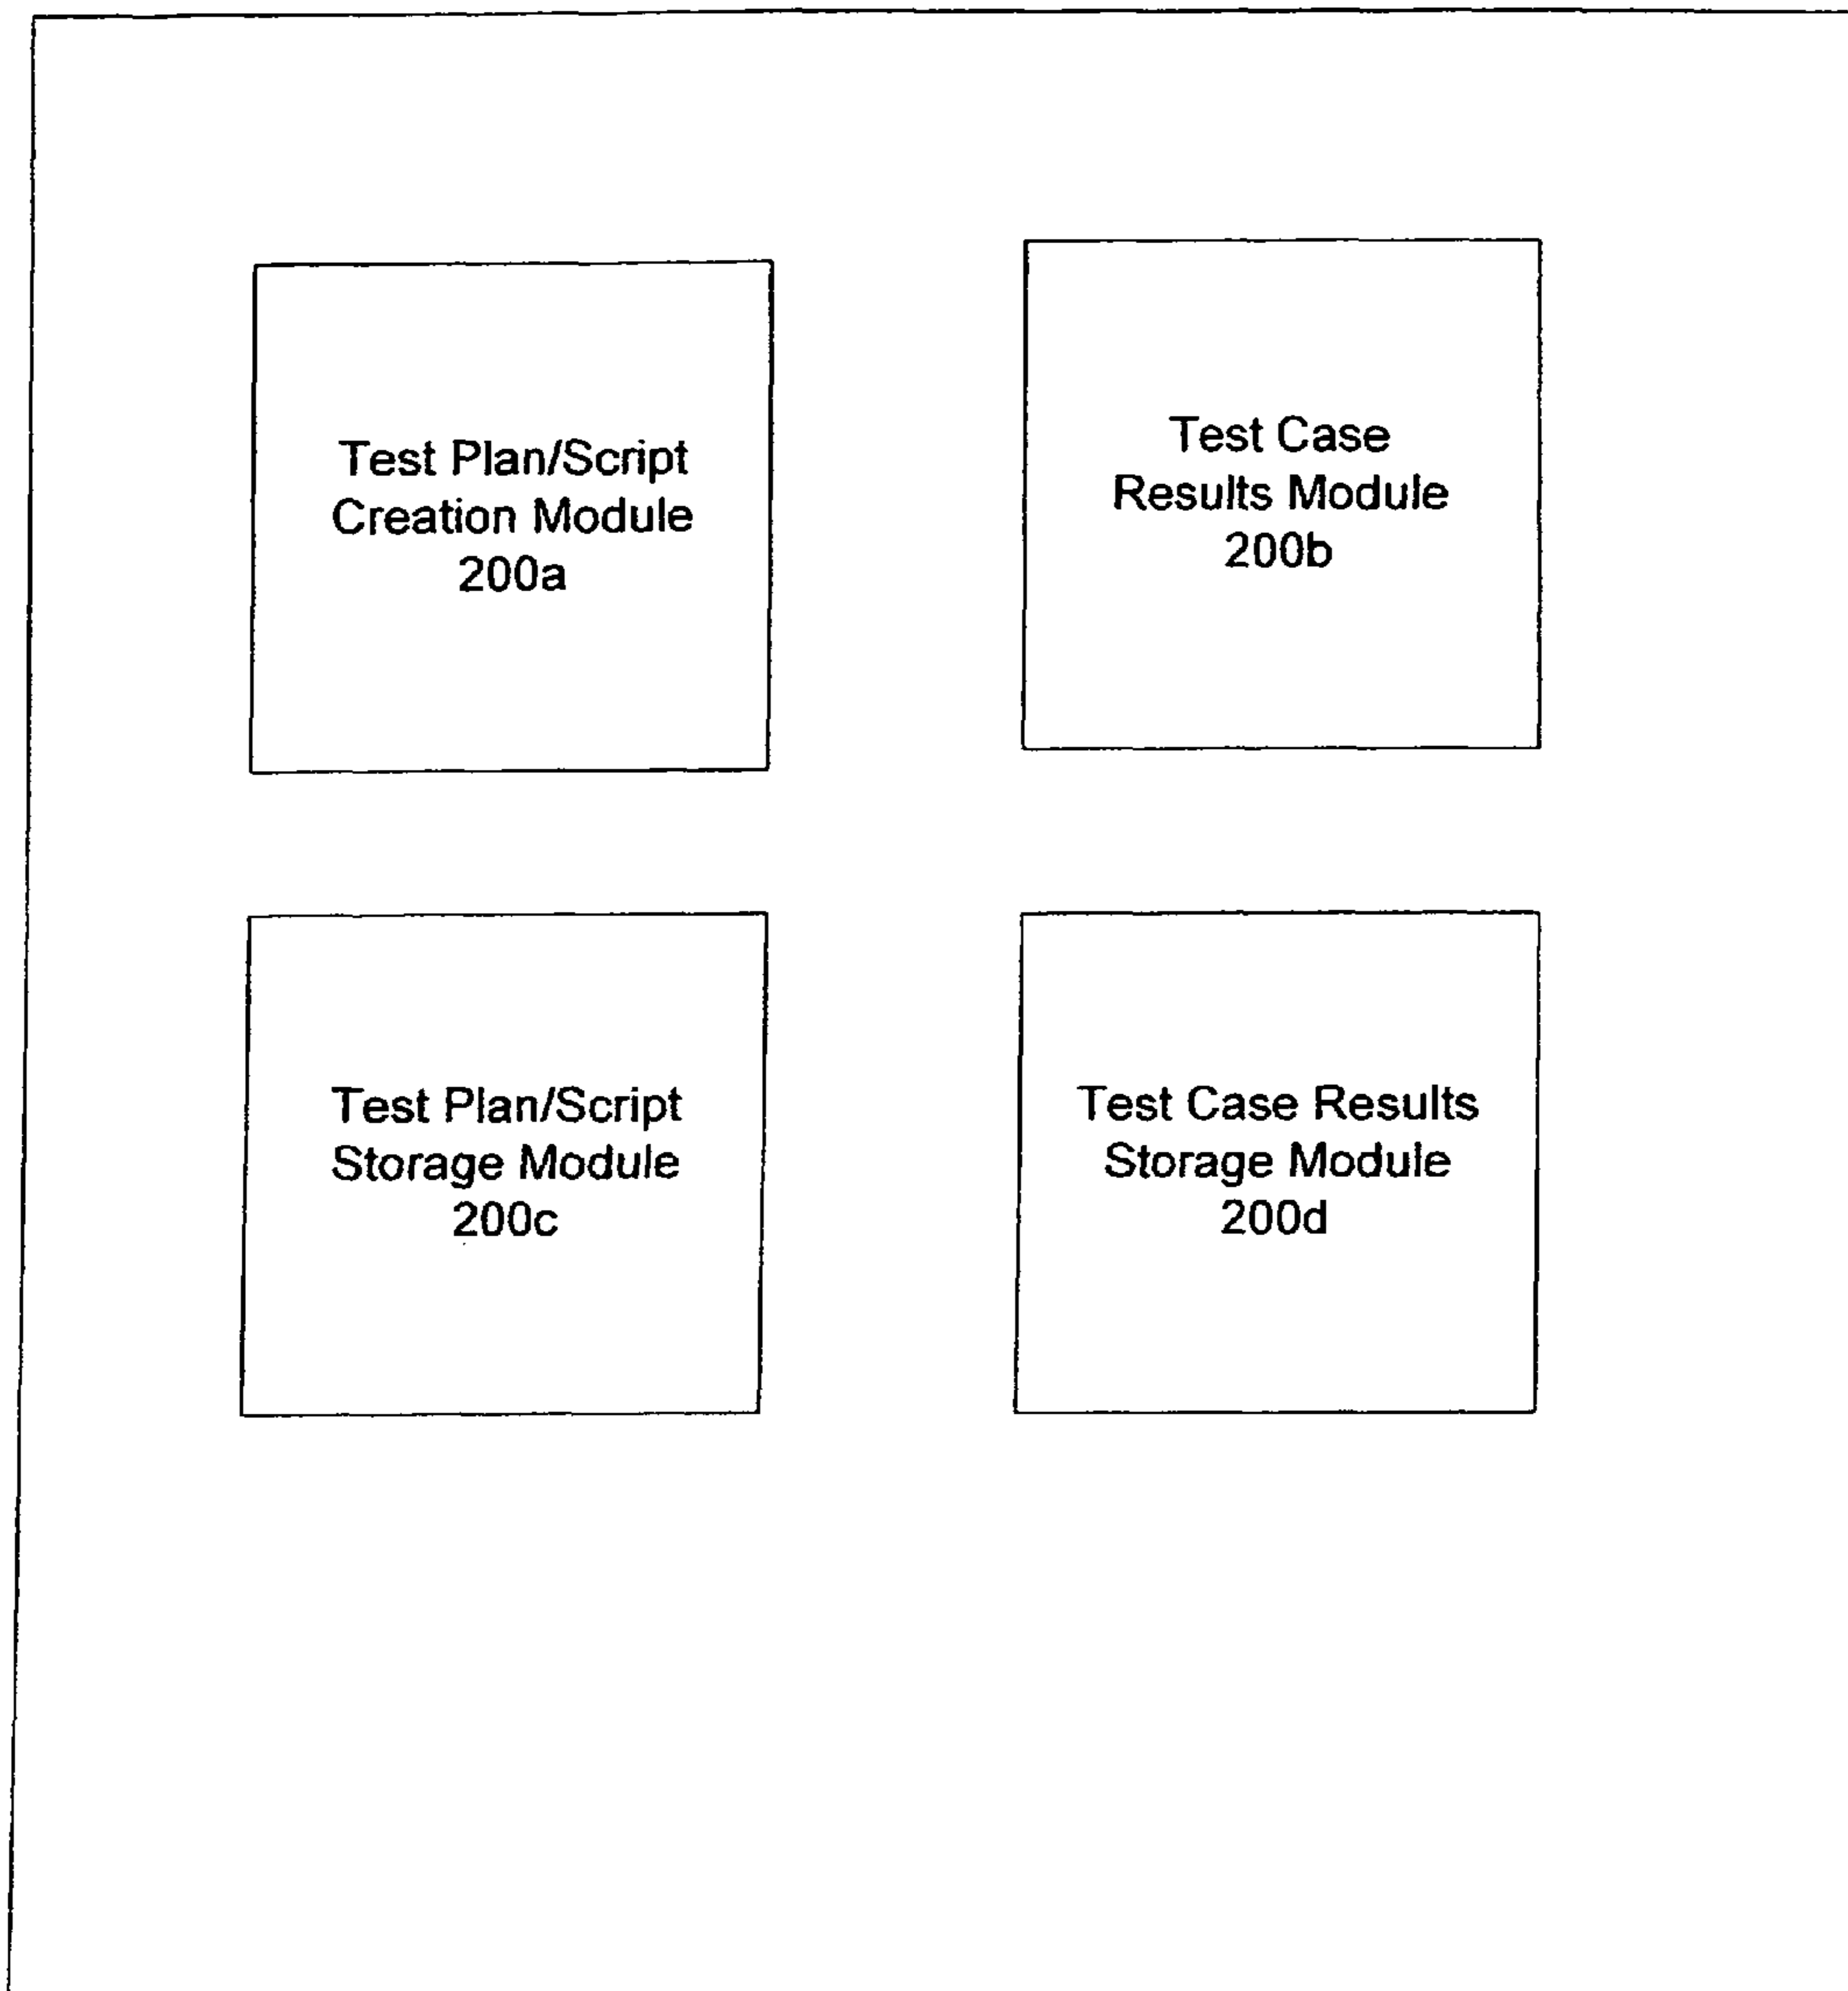 Test Plan/Script
Creation Module
200a
Test Case
Results Module
200b
Test Plan/Script
Storage Module
200c
Test Case Results
Storage Module
200d